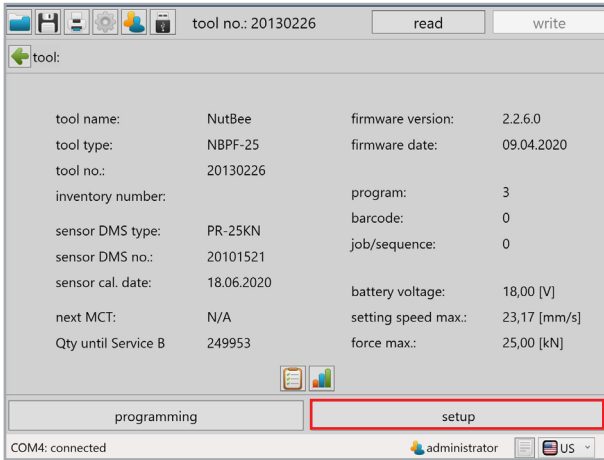 tool no.: 20130226 read write
tool:
tool name: NutBee firmware version: 2.2.6.0
tool type: NBPF-25 firmware date: 09.04.2020
tool no.: 20130226
inventory number: program: 3
barcode: 0
sensor DMS type: PR-25KN job/sequence: 0
sensor DMS no.: 20101521
sensor cal. date: 18.06.2020 battery voltage: 18,00 [V]
next MCT: N/A setting speed max.: 23,17 [mm/s]
Qty until Service B 249953 force max.: 25,00 [kN]
programming setup
COM4: connected administrator US